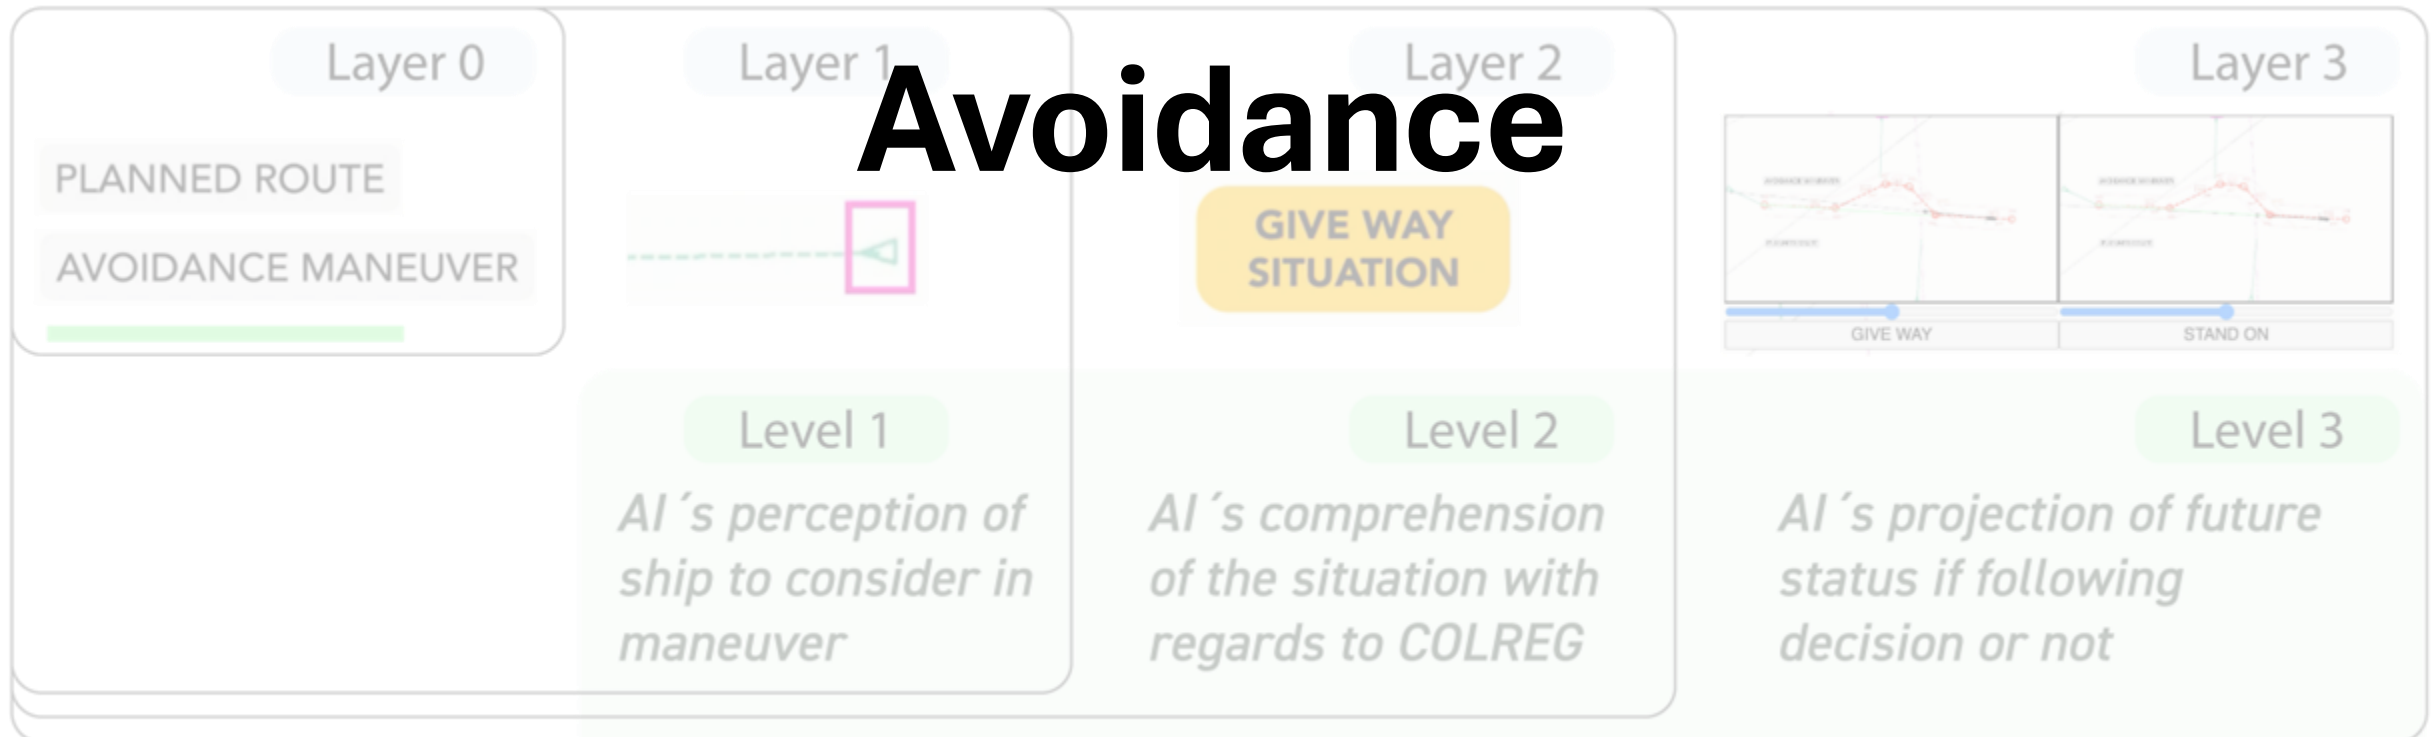 Avoidance
Layer 0
Layer 1
Layer 2
Layer 3
PLANNED ROUTE
AVOIDANCE MANEUVER
GIVE WAY
SITUATION
GIVE WAY
STAND ON
Level 1
Level 2
Level 3
AI ´s perception of
ship to consider in
maneuver
AI ´s comprehension
of the situation with
regards to COLREG
AI ´s projection of future
status if following
decision or not